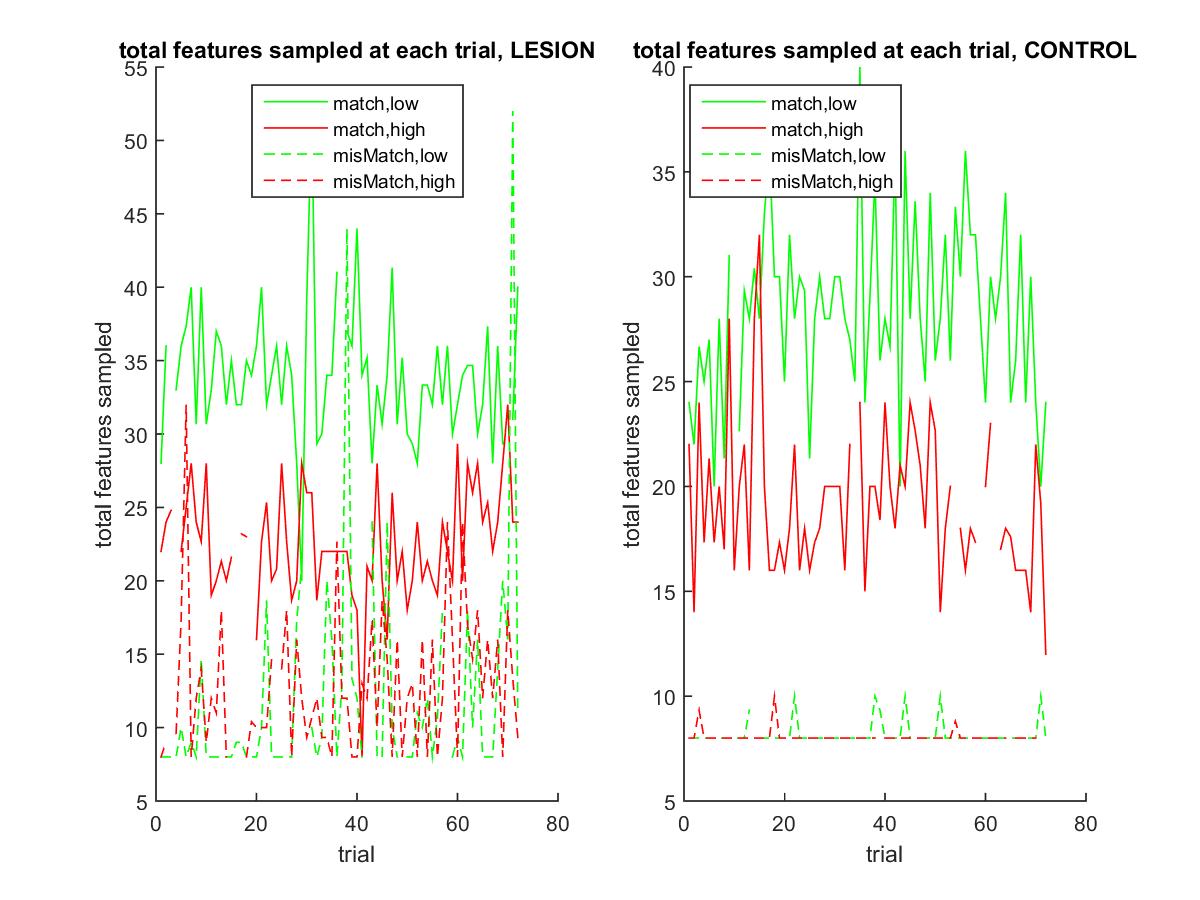 total features sampled at each trial, LESION
total features sampled
55
50
45
40
35
30
25
20
15
10
5
match,low
match,high
misMatch,low
misMatch,high
0
20
40
60
80
trial
total features sampled at each trial, CONTROL
total features sampled
40
35
30
25
20
15
10
5
match,low
match,high
misMatch,low
misMatch,high
0
20
40
60
80
trial